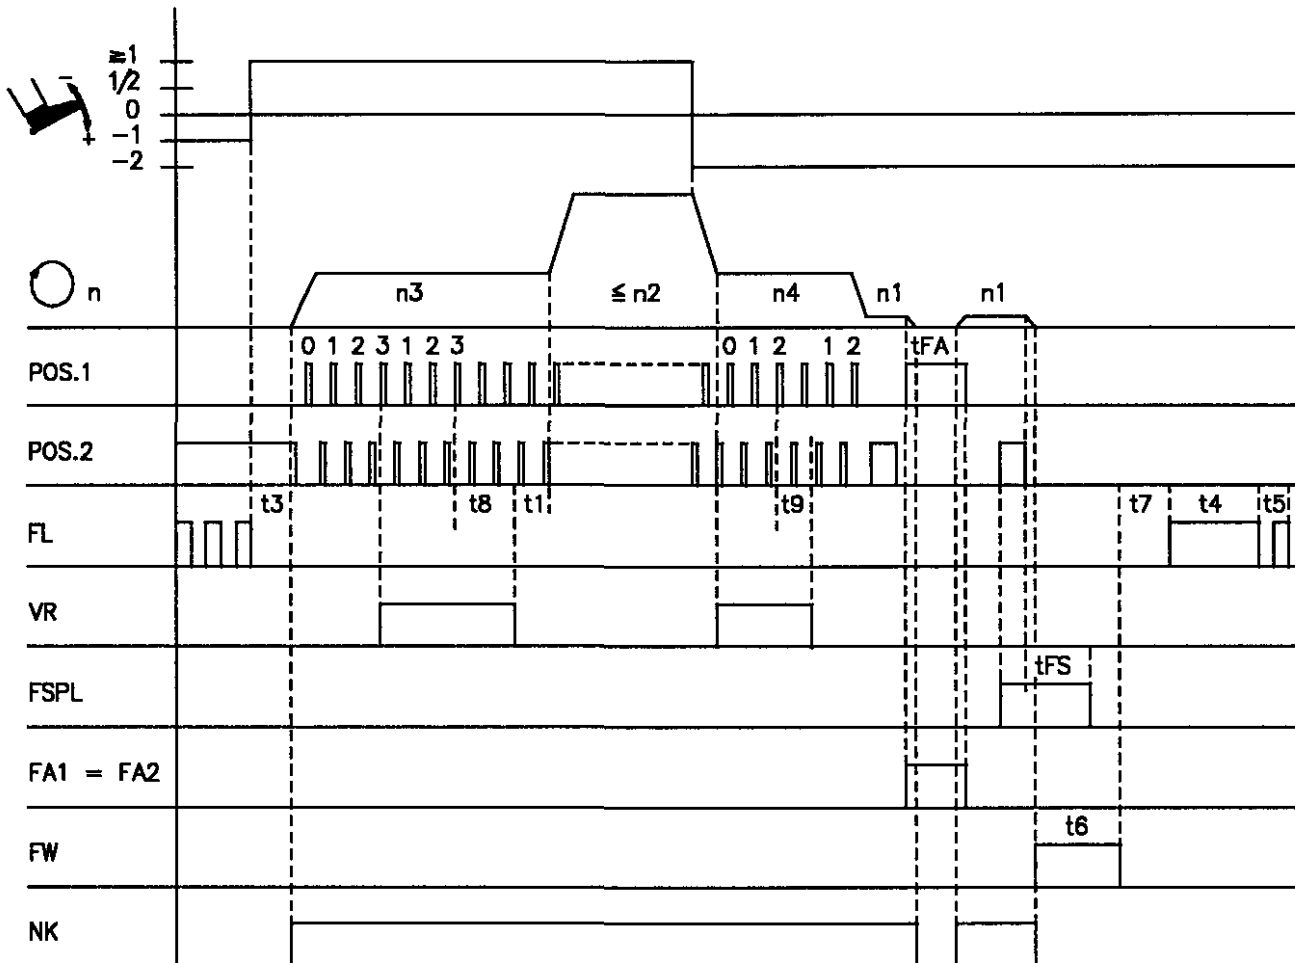 ≧1
1/2
0
−1
−2
−
+
n
n3
≦ n2
n4
n1
n1
0 1 2 3 1 2 3
0 1 2 1 2
tFA
POS.1
POS.2
t3
t8
t1
t9
t7
t4
t5
FL
VR
FSPL
tFS
FA1 = FA2
t6
FW
NK